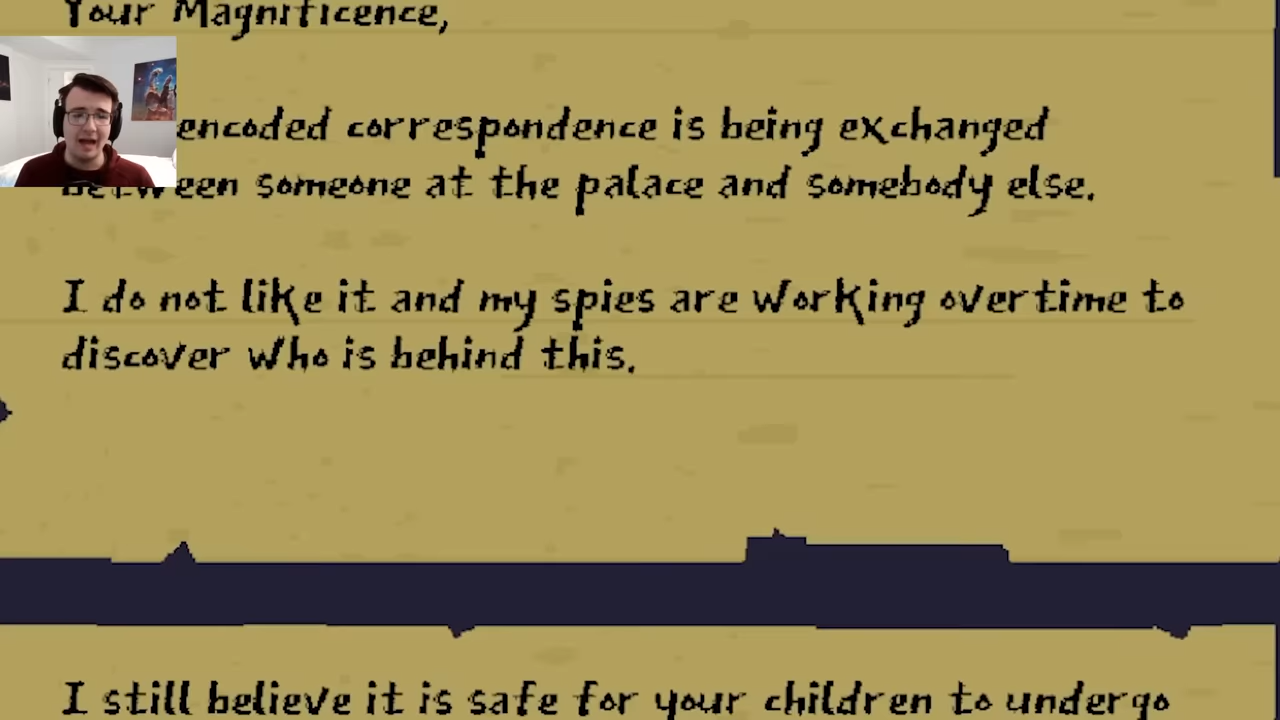 Your Magnificence,
encoded correspondence is being exchanged
between someone at the palace and somebody else.
I do not like it and my spies are working overtime to
discover who is behind this.
I still believe it is safe for your children to undergo